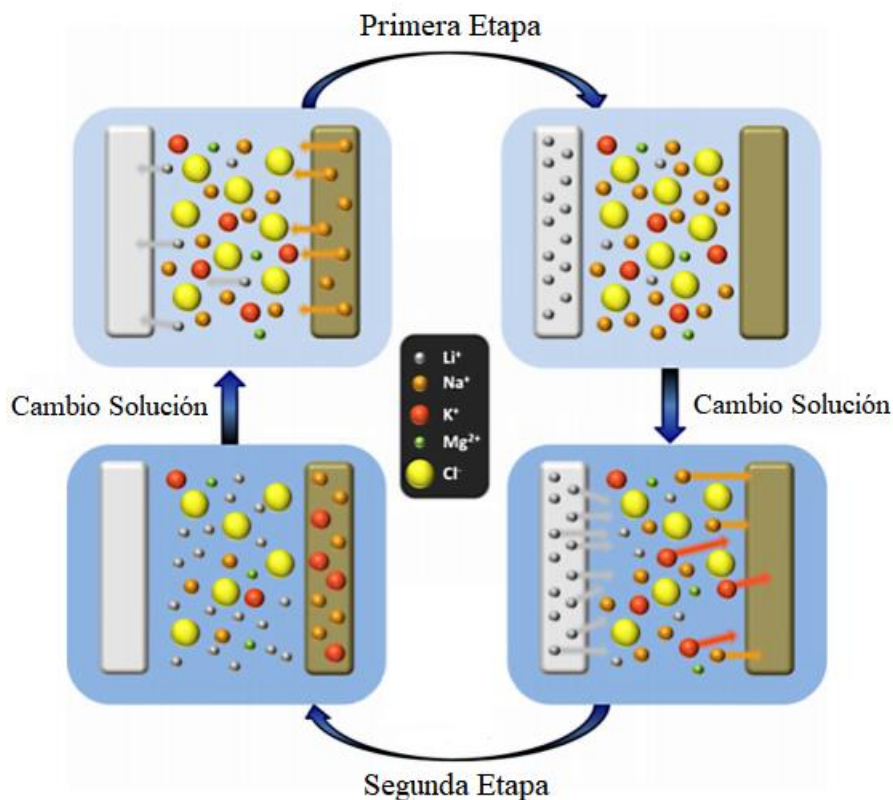 Primera Etapa
Cambio Solución
Li⁺
Na⁺
K⁺
Mg²⁺
Cl⁻
Cambio Solución
Segunda Etapa